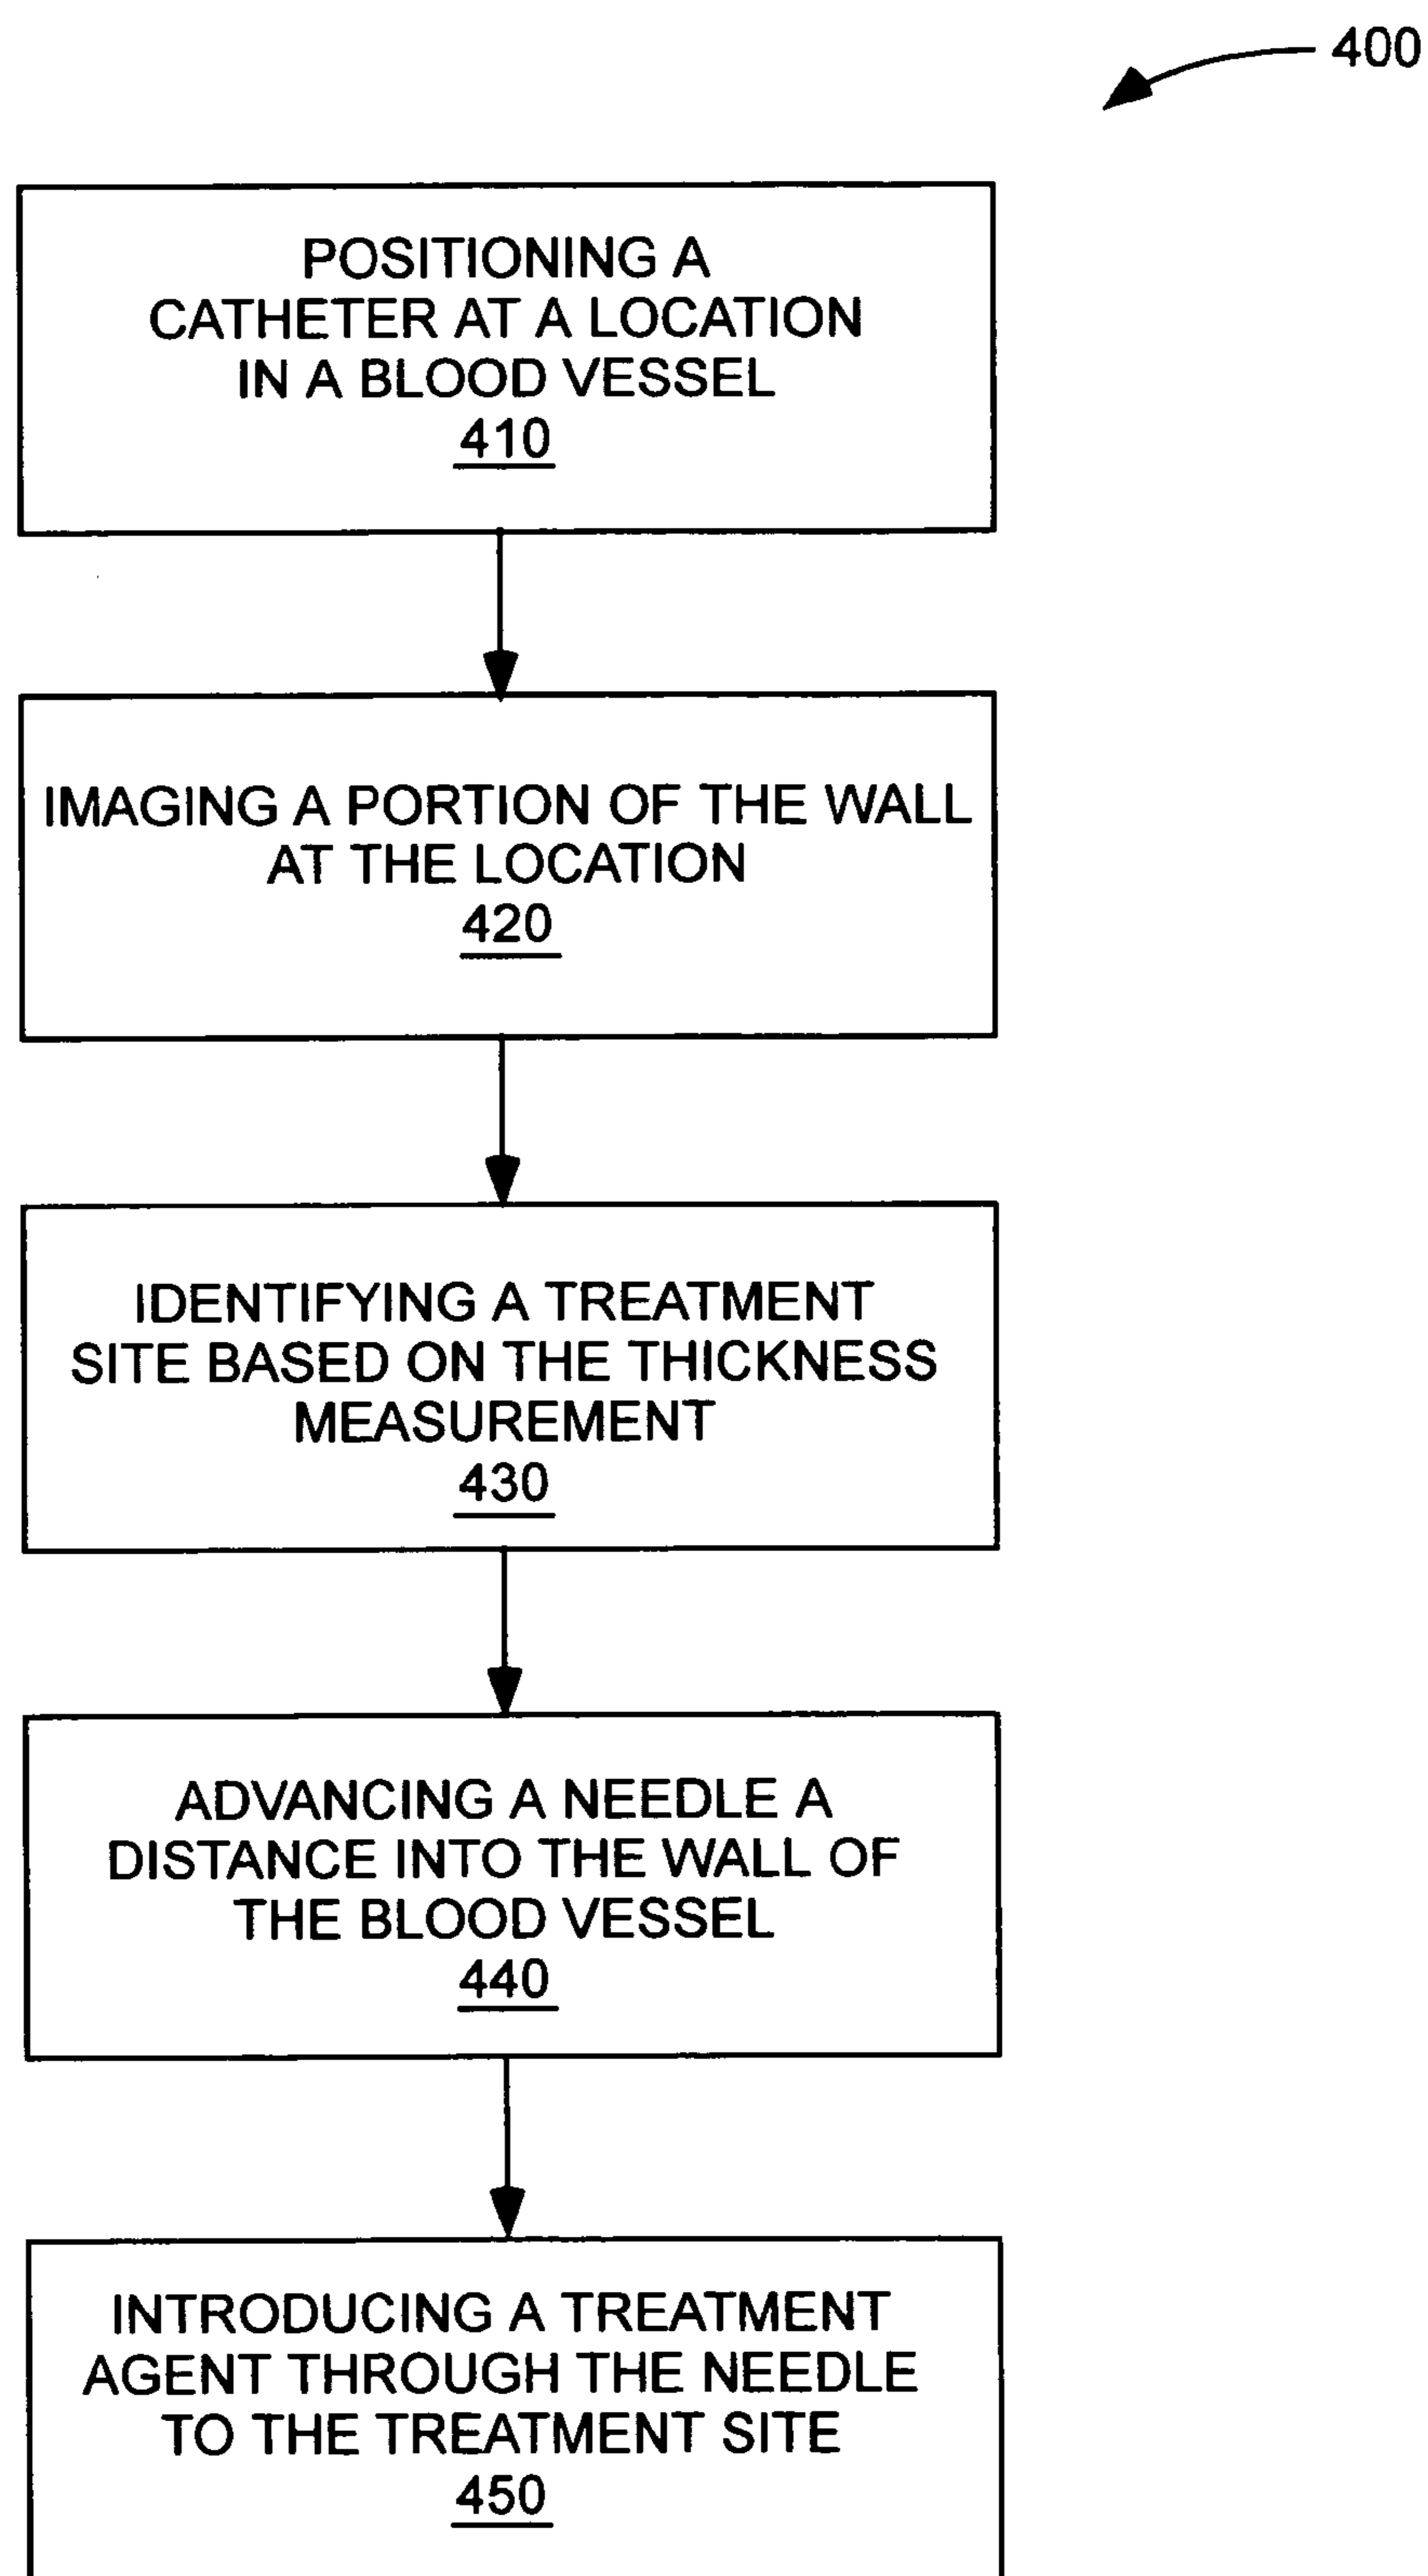 400
POSITIONING A
CATHETER AT A LOCATION
IN A BLOOD VESSEL
410
IMAGING A PORTION OF THE WALL
AT THE LOCATION
420
IDENTIFYING A TREATMENT
SITE BASED ON THE THICKNESS
MEASUREMENT
430
ADVANCING A NEEDLE A
DISTANCE INTO THE WALL OF
THE BLOOD VESSEL
440
INTRODUCING A TREATMENT
AGENT THROUGH THE NEEDLE
TO THE TREATMENT SITE
450